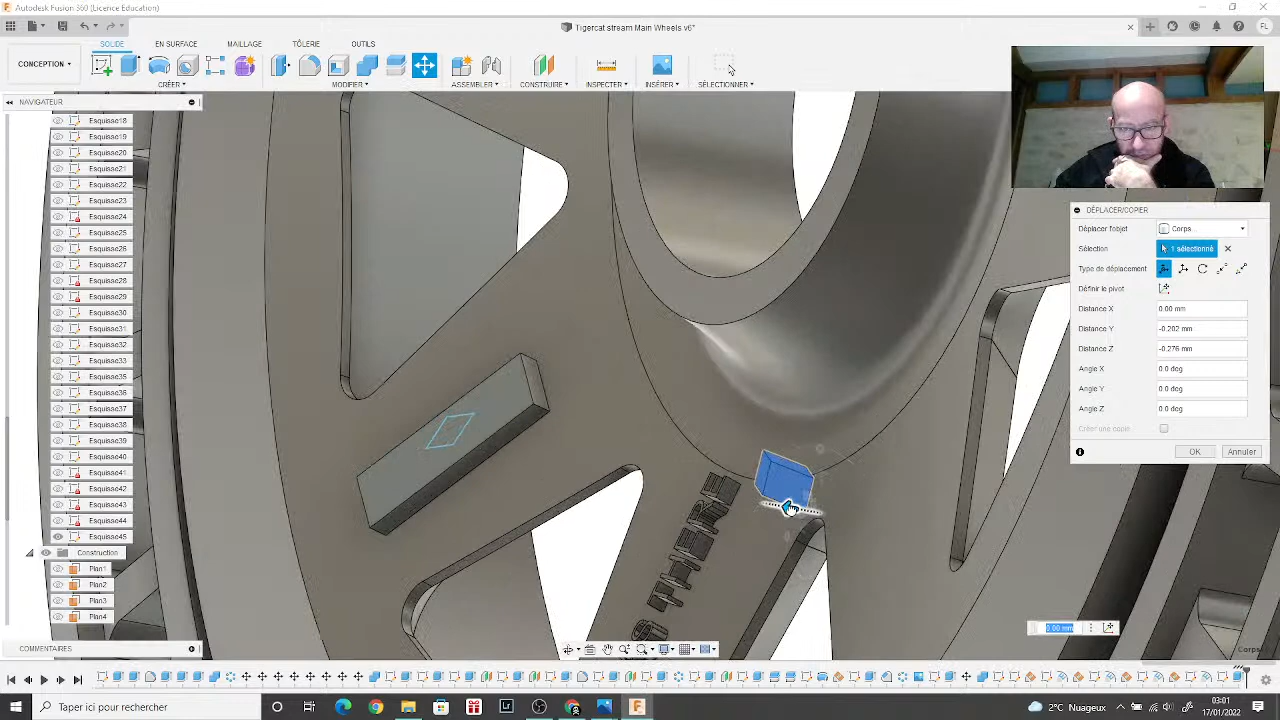 Autodesk Fusion 360 (Licence Education)
Tigercat stream Main Wheels v6*
FL
SOLIDE EN SURFACE MAILLAGE TÔLERIE OUTILS
CONCEPTION
CRÉER MODIFIER ASSEMBLER CONSTRUIRE INSPECTER INSÉRER SÉLECTIONNER
NAVIGATEUR
Esquisse18
Esquisse19
Esquisse20
Esquisse21
Esquisse22
Esquisse23
Esquisse24
Esquisse25
Esquisse26
Esquisse27
Esquisse28
Esquisse29
Esquisse30
Esquisse31
Esquisse32
Esquisse33
Esquisse35
Esquisse36
Esquisse37
Esquisse38
Esquisse39
Esquisse40
Esquisse41
Esquisse42
Esquisse43
Esquisse44
Esquisse45
Construction
Plan1
Plan2
Plan3
Plan4
DÉPLACER/COPIER
Déplacer l'objet Corps...
Sélection 1 sélectionné
Type de déplacement
Définir le pivot
Distance X 0.00 mm
Distance Y -0.202 mm
Distance Z -0.276 mm
Angle X 0.0 deg
Angle Y 0.0 deg
Angle Z 0.0 deg
Créer une copie
OK Annuler
0.00 mm
COMMENTAIRES
Taper ici pour rechercher
2°C Nuageux
03:01
17/01/2022